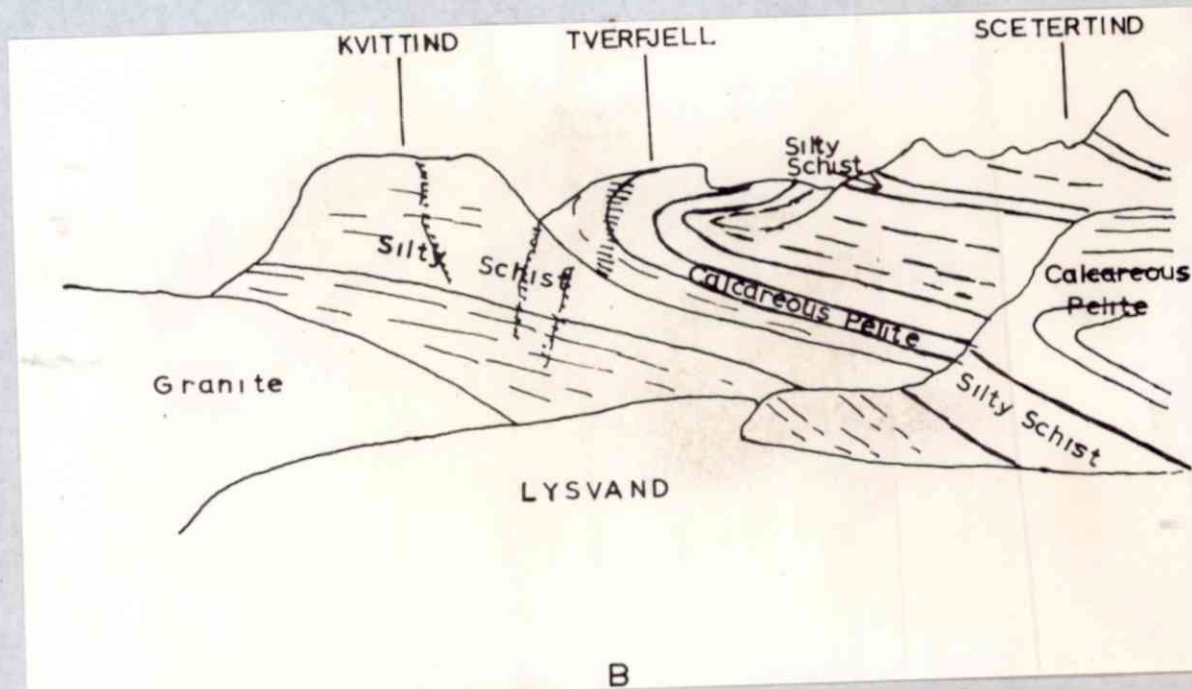 KVITTIND
TVERFJELL
SCETERTIND
Silty
Schist
Silty
Schist
Calcareous
Pelite
Calcareous Pelite
Granite
Silty Schist
LYSVAND
B